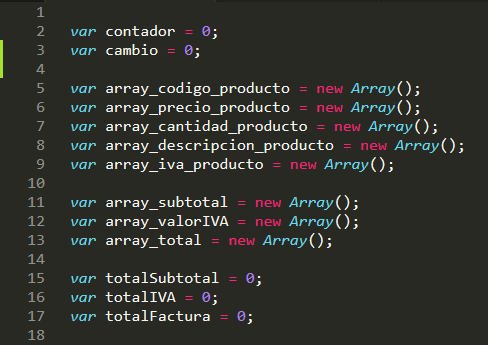 1
2 var contador = 0;
3 var cambio = 0;
4
5 var array_codigo_producto = new Array();
6 var array_precio_producto = new Array();
7 var array_cantidad_producto = new Array();
8 var array_descripcion_producto = new Array();
9 var array_iva_producto = new Array();
10
11 var array_subtotal = new Array();
12 var array_valorIVA = new Array();
13 var array_total = new Array();
14
15 var totalSubtotal = 0;
16 var totalIVA = 0;
17 var totalFactura = 0;
18